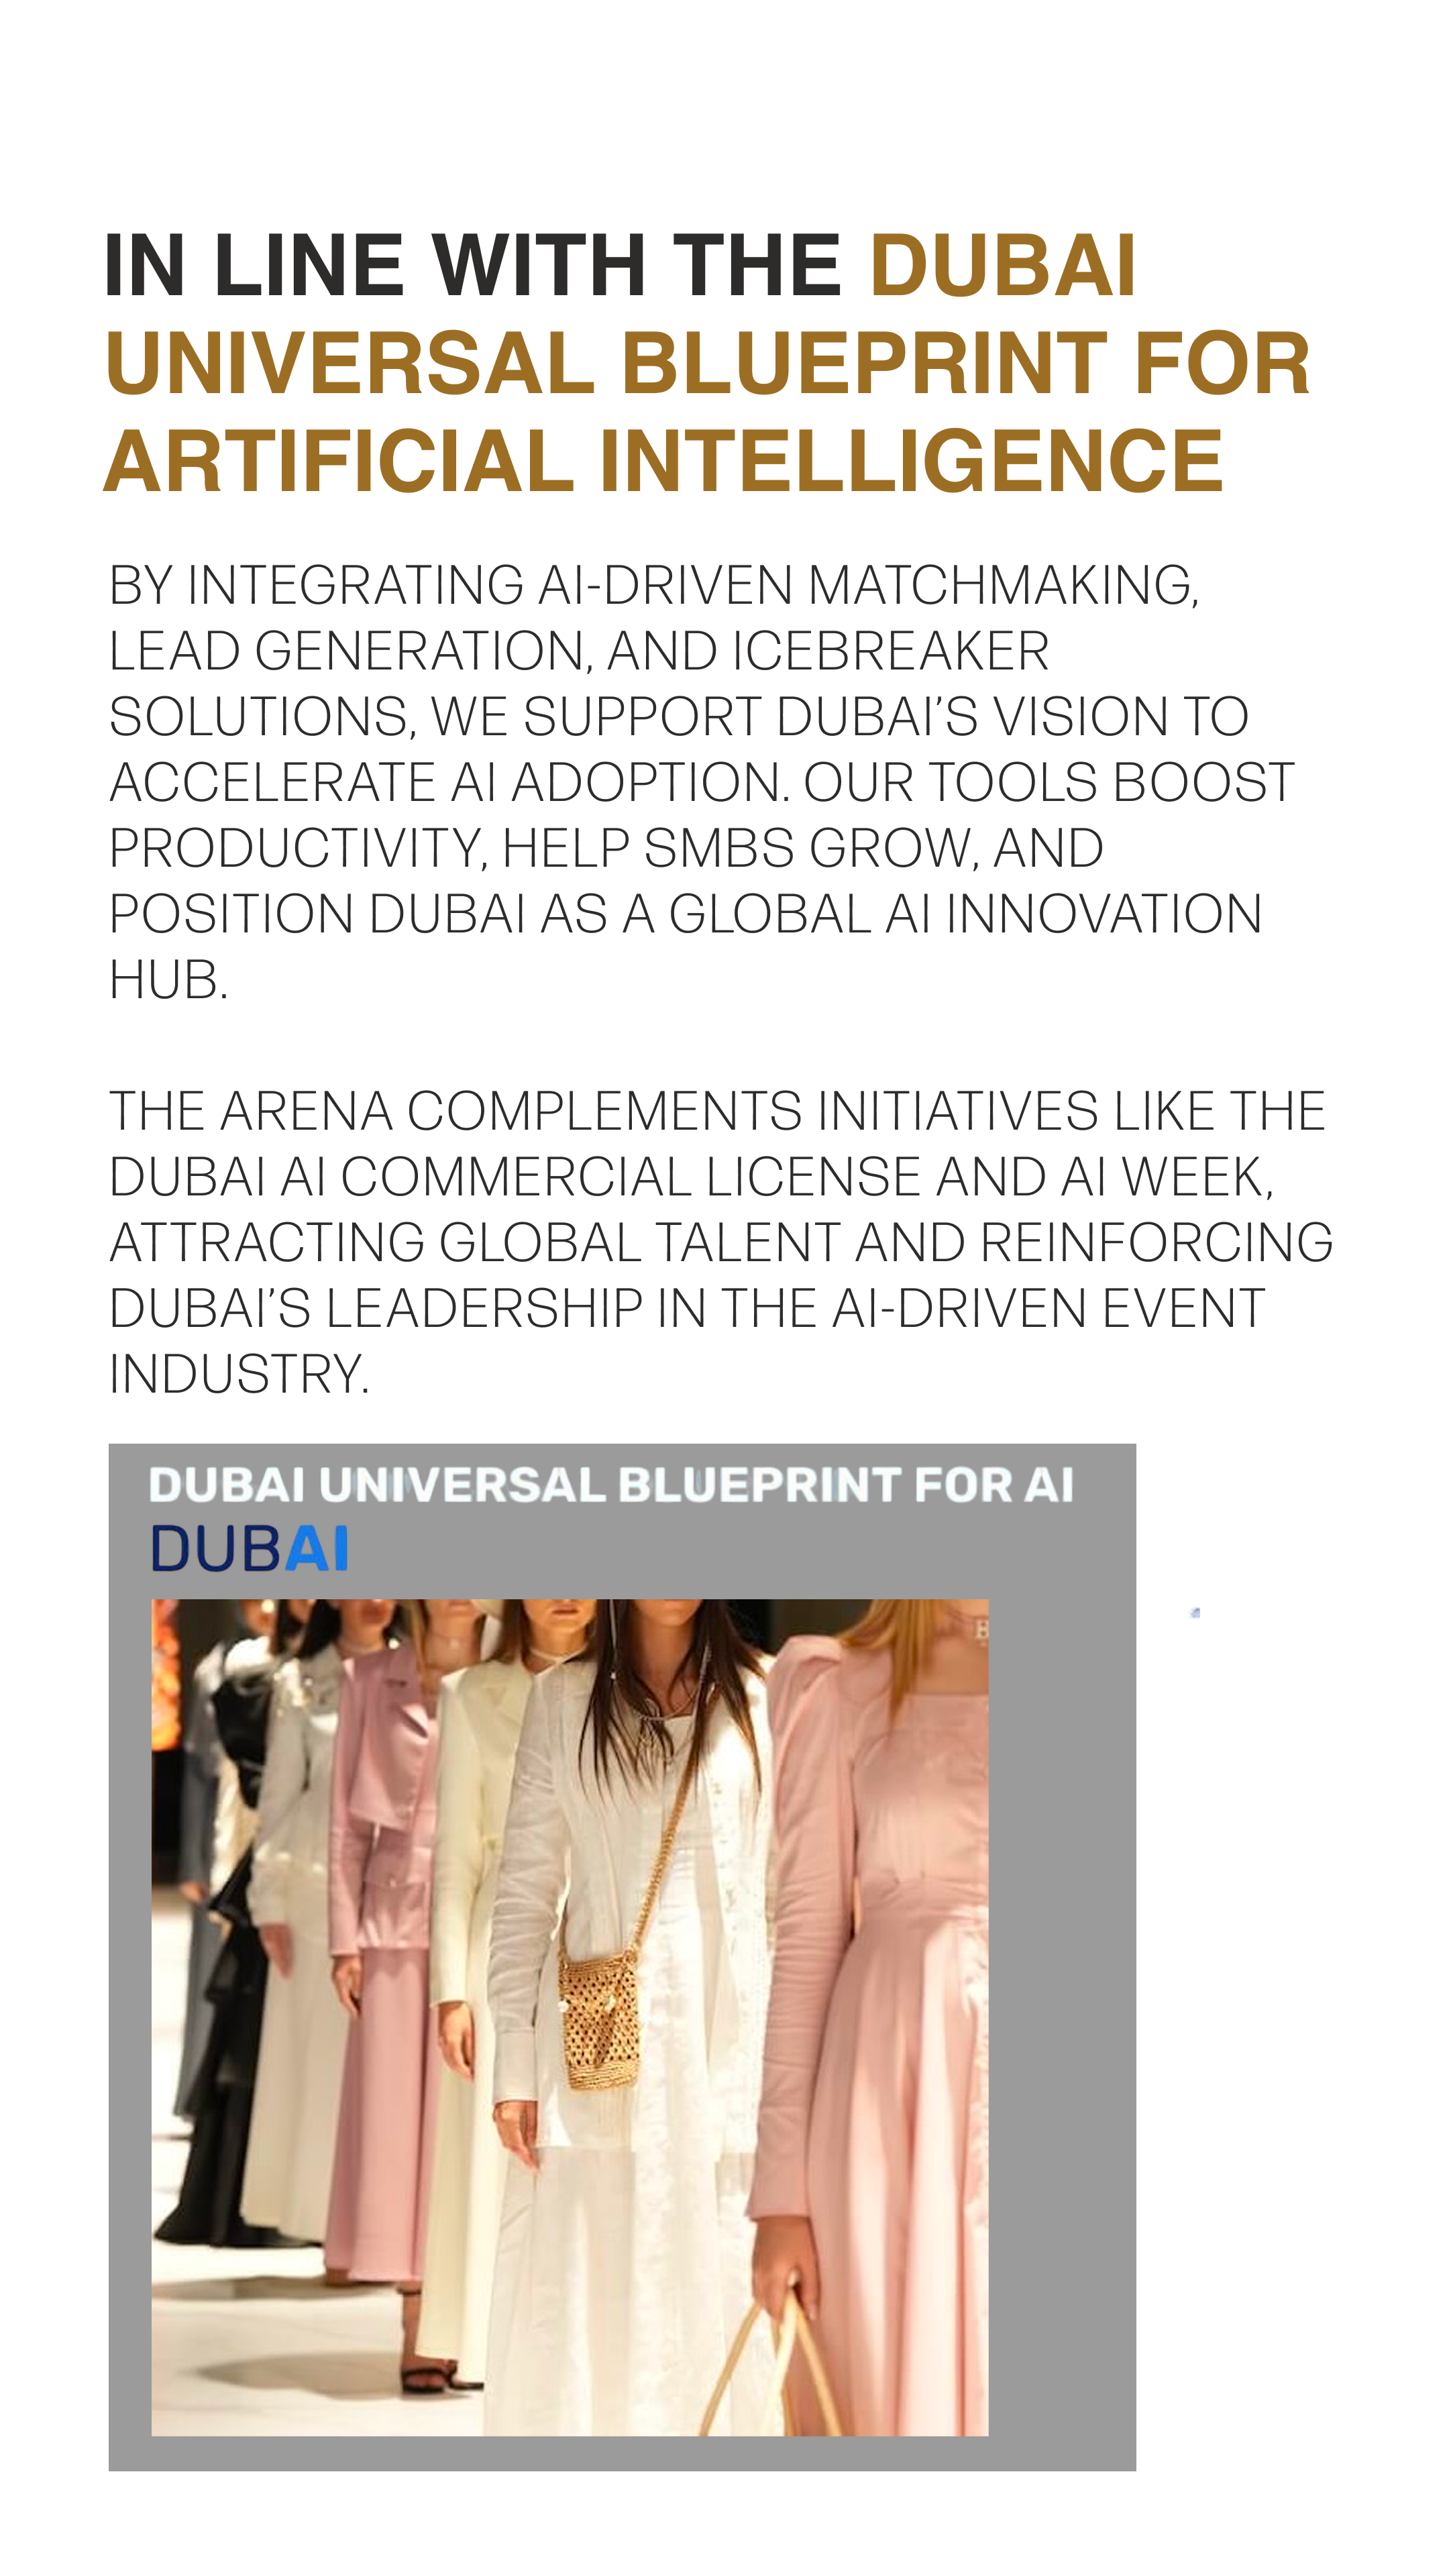 IN LINE WITH THE DUBAI
UNIVERSAL BLUEPRINT FOR
ARTIFICIAL INTELLIGENCE
BY INTEGRATING AI-DRIVEN MATCHMAKING,
LEAD GENERATION, AND ICEBREAKER
SOLUTIONS, WE SUPPORT DUBAI’S VISION TO
ACCELERATE AI ADOPTION. OUR TOOLS BOOST
PRODUCTIVITY, HELP SMBS GROW, AND
POSITION DUBAI AS A GLOBAL AI INNOVATION
HUB.
THE ARENA COMPLEMENTS INITIATIVES LIKE THE
DUBAI AI COMMERCIAL LICENSE AND AI WEEK,
ATTRACTING GLOBAL TALENT AND REINFORCING
DUBAI’S LEADERSHIP IN THE AI-DRIVEN EVENT
INDUSTRY.
DUBAI UNIVERSAL BLUEPRINT FOR AI
DUBAI